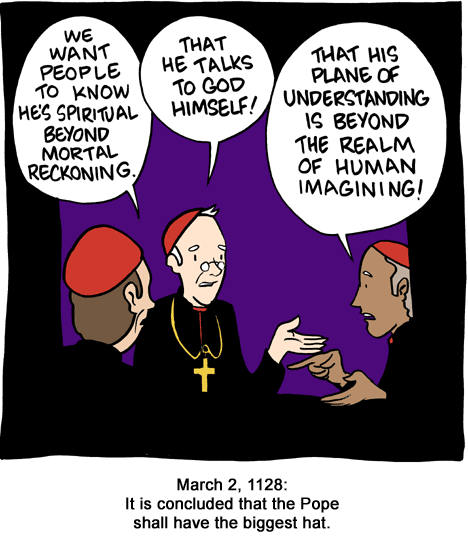 WE
WANT
PEOPLE
TO KNOW
HE'S SPIRITUAL
BEYOND
MORTAL
RECKONING.
THAT
HE TALKS
TO GOD
HIMSELF!
THAT HIS
PLANE OF
UNDERSTANDING
IS BEYOND
THE REALM
OF HUMAN
IMAGINING!
March 2, 1128:
It is concluded that the Pope
shall have the biggest hat.